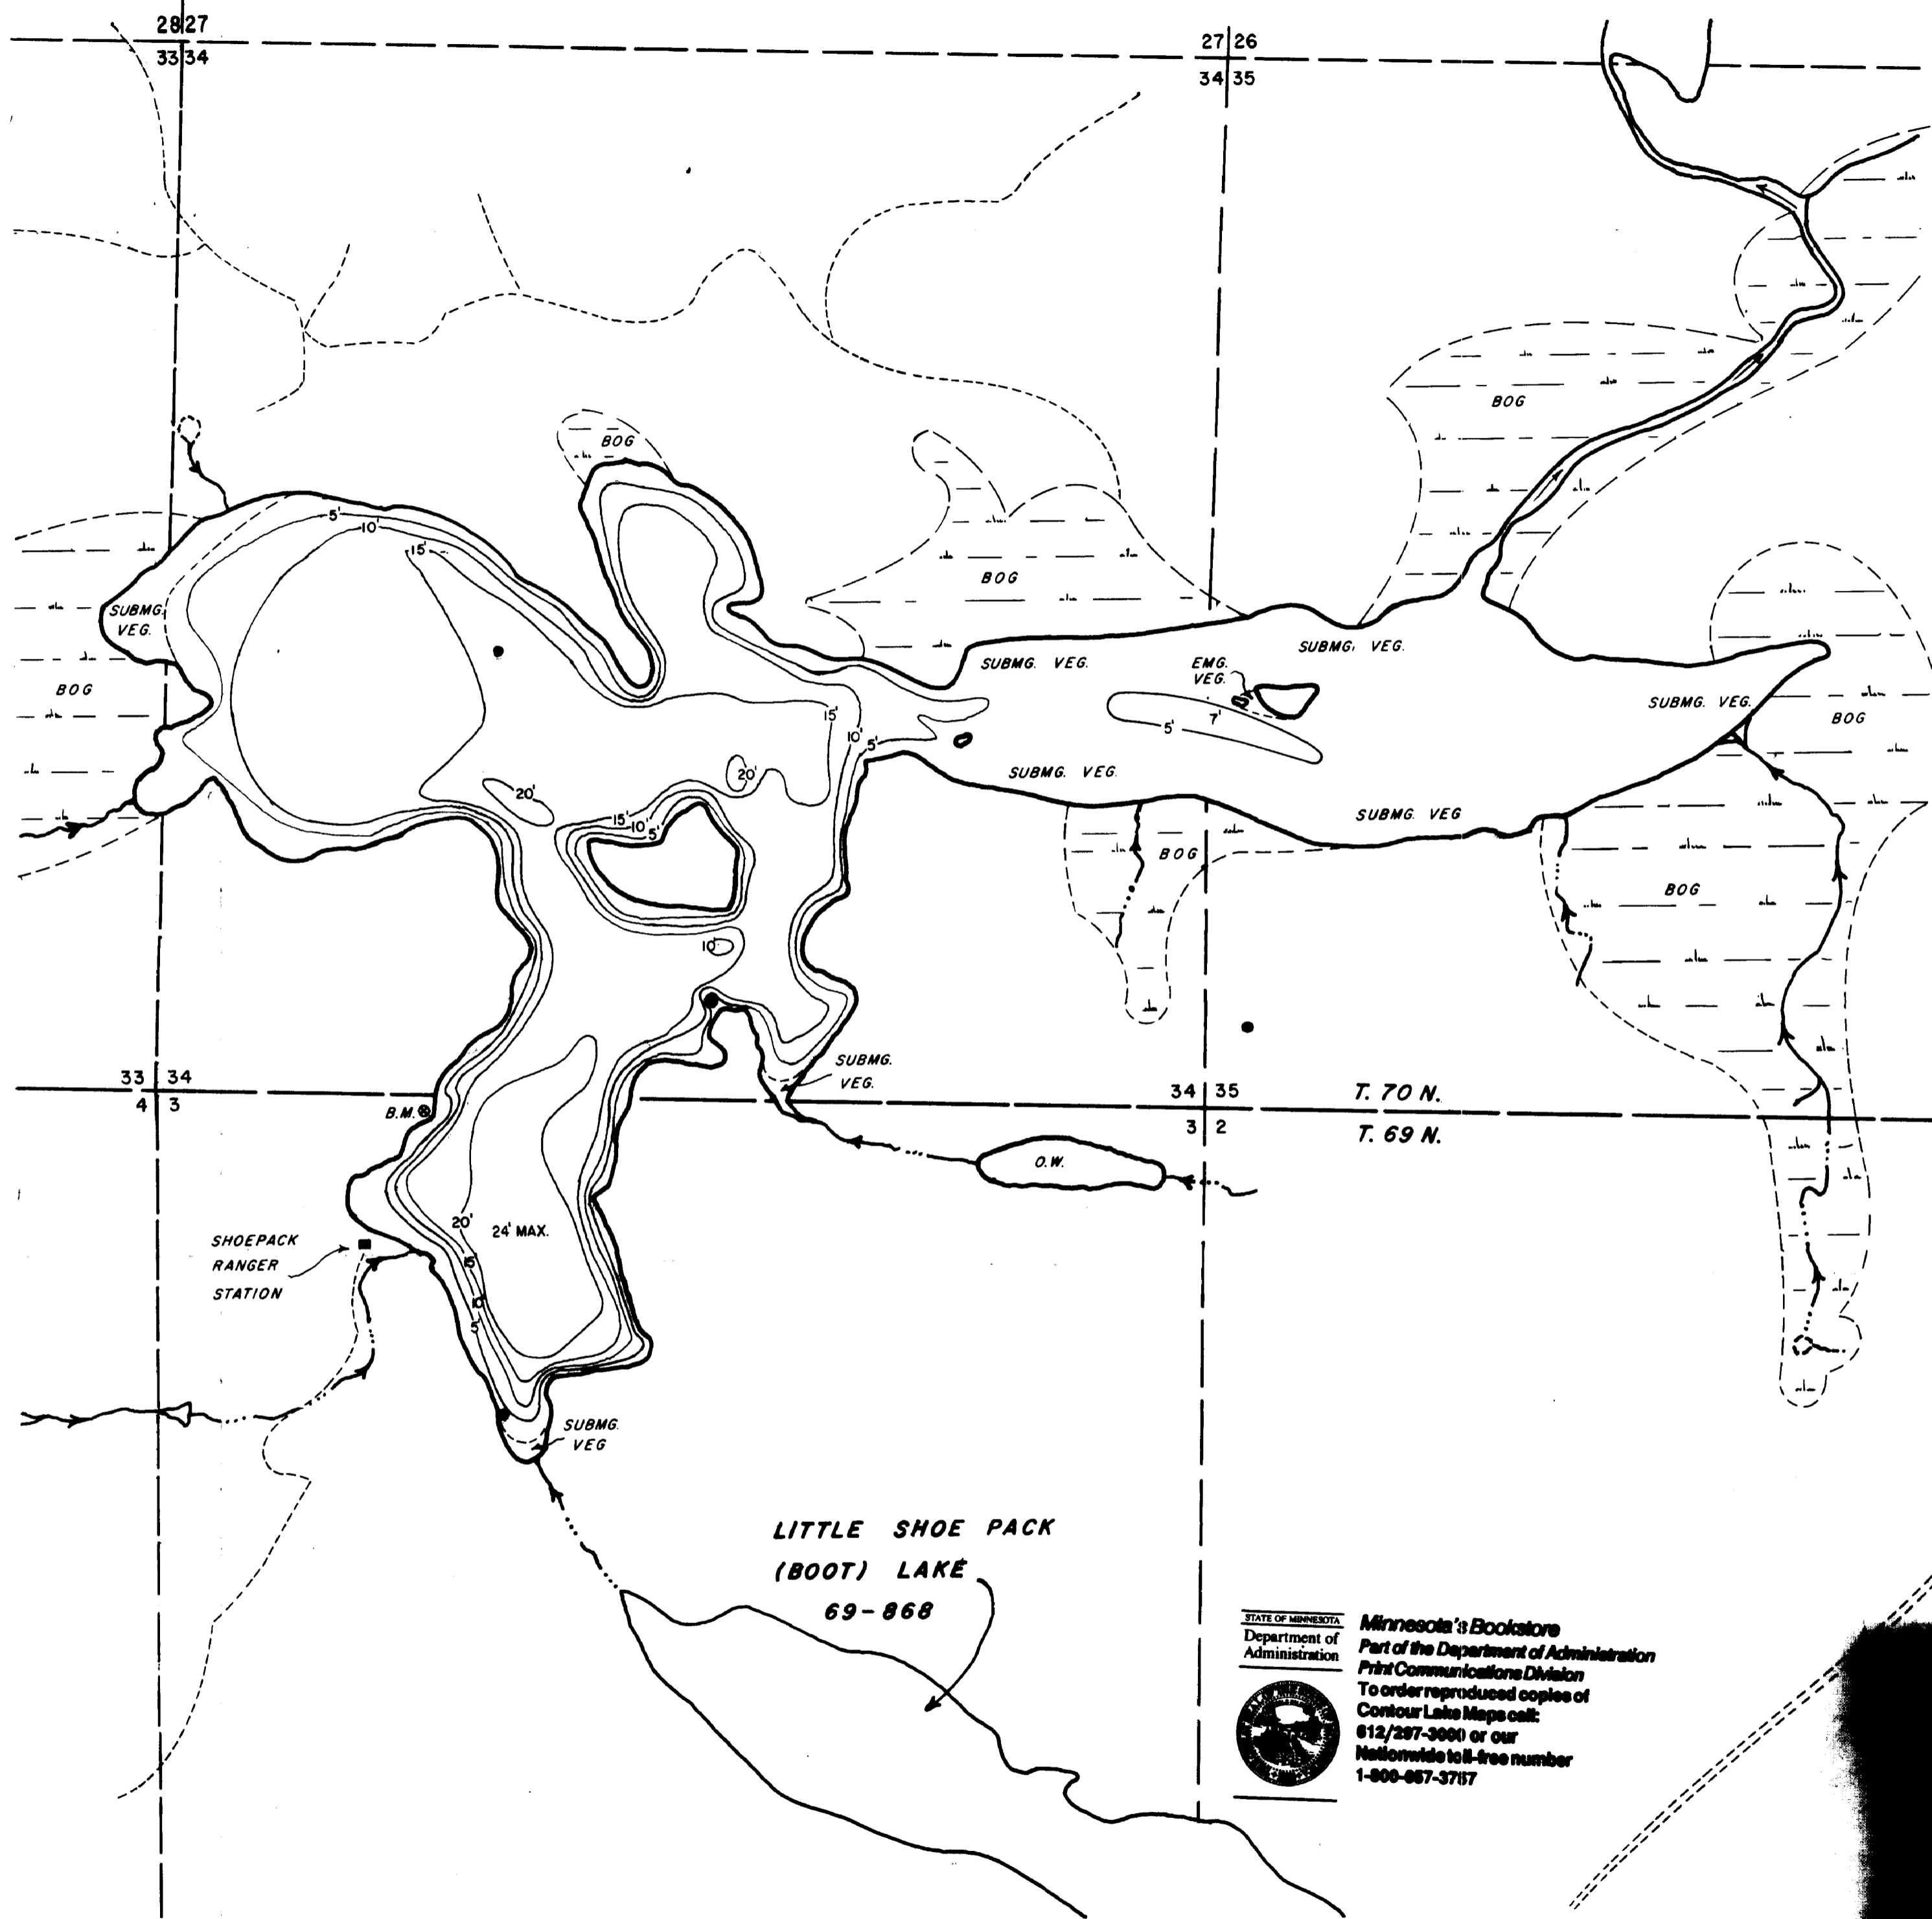 28 27
33 34
27 26
34 35
BOG
BOG
5'
10'
15'
BOG
SUBMG.
VEG.
BOG
SUBMG. VEG.
EMG.
VEG.
SUBMG. VEG.
SUBMG. VEG.
BOG
15'
10'
5'
7'
5'
20'
20'
SUBMG. VEG.
SUBMG. VEG
15'
10'
5'
BOG
BOG
10'
SUBMG.
VEG.
33 34
4 3
B.M.
34 35
3 2
T. 70 N.
T. 69 N.
O.W.
20'
24' MAX.
SHOEPACK
RANGER
STATION
15'
10'
5'
SUBMG.
VEG
LITTLE SHOE PACK
(BOOT) LAKE
69-868
STATE OF MINNESOTA
Department of
Administration
Minnesota's Bookstore
Part of the Department of Administration
Print Communications Division
To order reproduced copies of
Contour Lake Maps call:
612/297-3000 or our
Nationwide toll-free number
1-800-657-3757